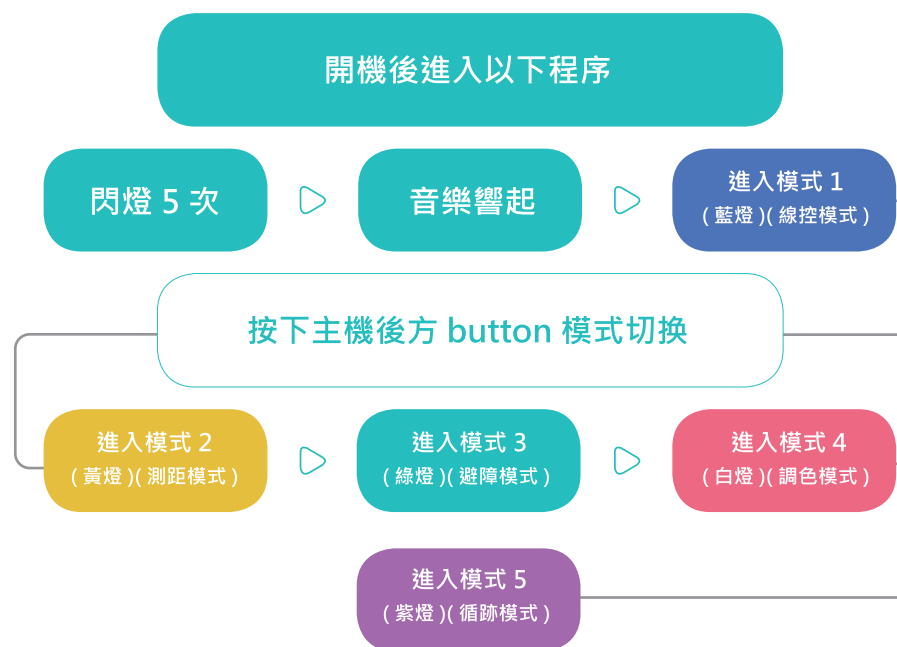 開機後進入以下程序
閃燈 5 次
音樂響起
進入模式 1
( 藍燈 )( 線控模式 )
按下主機後方 button 模式切換
進入模式 2
( 黃燈 )( 測距模式 )
進入模式 3
( 綠燈 )( 避障模式 )
進入模式 4
( 白燈 )( 調色模式 )
進入模式 5
( 紫燈 )( 循跡模式 )